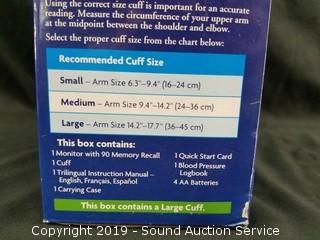 Using the correct size cuff is important for an accurate
reading. Measure the circumference of your upper arm
at the midpoint between the shoulder and elbow.
Select the proper cuff size from the chart below:
Recommended Cuff Size
Small – Arm Size 6.3"–9.4" (16–24 cm)
Medium – Arm Size 9.4"–14.2" (24–36 cm)
Large – Arm Size 14.2"–17.7" (36–45 cm)
This box contains:
1 Monitor with 90 Memory Recall
1 Cuff
1 Trilingual Instruction Manual –
English, Français, Español
1 Carrying Case
1 Quick Start Card
1 Blood Pressure
Logbook
4 AA Batteries
This box contains a Large Cuff.
Copyright 2019 - Sound Auction Service